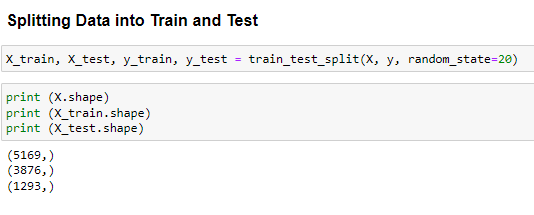 Splitting Data into Train and Test
X_train, X_test, y_train, y_test = train_test_split(X, y, random_state=20)
print (X.shape)
print (X_train.shape)
print (X_test.shape)
(5169,)
(3876,)
(1293,)